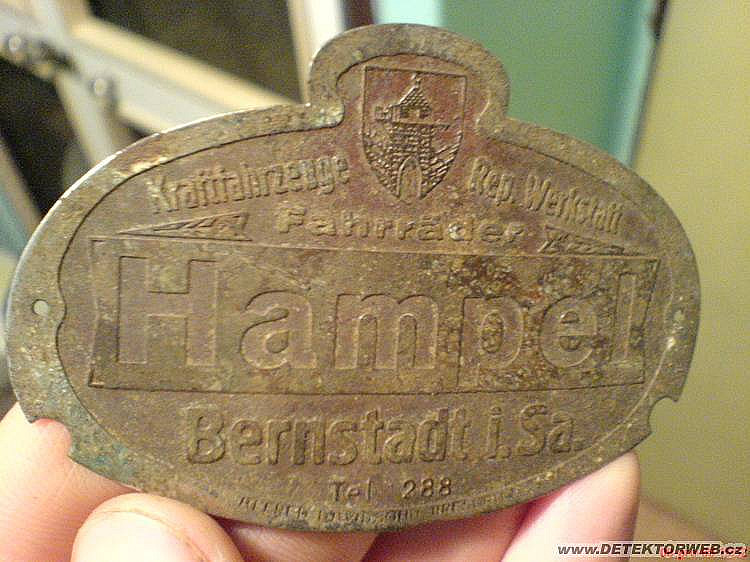 Kraftfahrzeuge Rep. Werkstatt
Fahrräder
Hampel
Bernstadt i. Sa.
Tel 288
www.DETEKTORWEB.cz